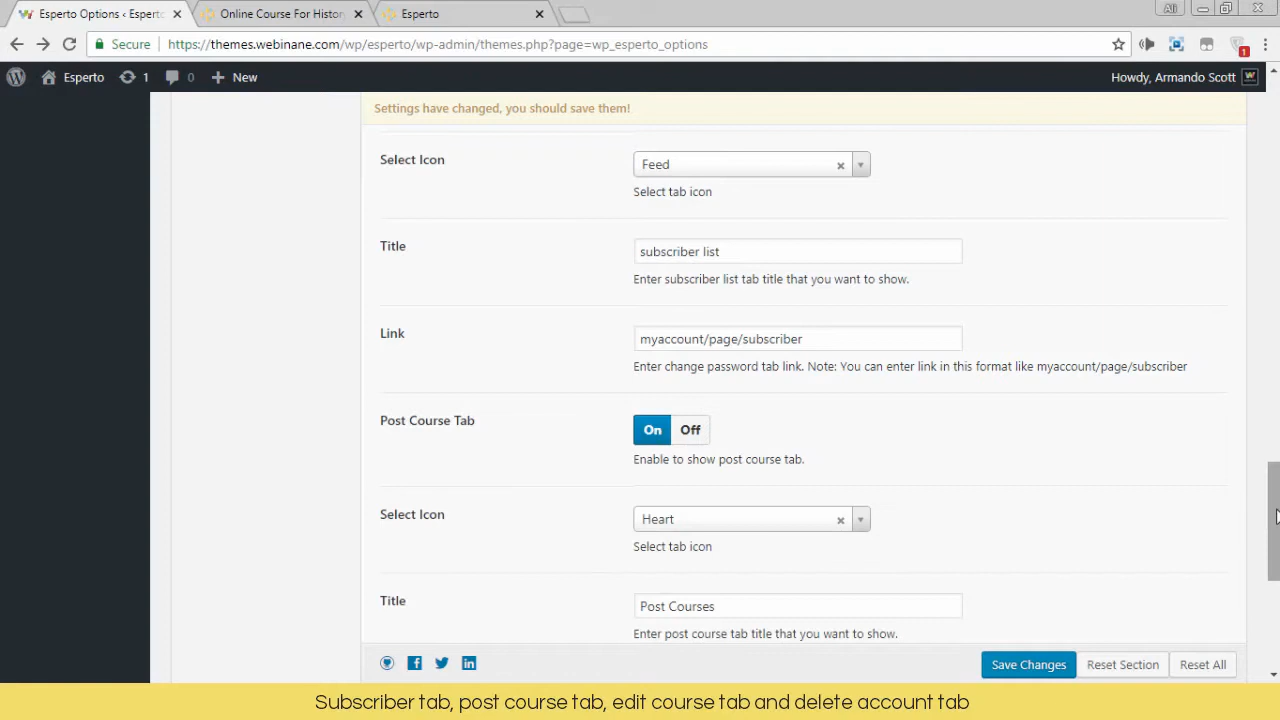 Esperto Options ‹ Espert
Online Course For Histor
Esperto
Ali
Secure
https://themes.webinane.com/wp/esperto/wp-admin/themes.php?page=wp_esperto_options
1
Esperto
1
0
New
Howdy, Armando Scott
Settings have changed, you should save them!
Select Icon
Feed
Select tab icon
Title
subscriber list
Enter subscriber list tab title that you want to show.
Link
myaccount/page/subscriber
Enter change password tab link. Note: You can enter link in this format like myaccount/page/subscriber
Post Course Tab
On Off
Enable to show post course tab.
Select Icon
Heart
Select tab icon
Title
Post Courses
Enter post course tab title that you want to show.
Save Changes
Reset Section
Reset All
Subscriber tab, post course tab, edit course tab and delete account tab